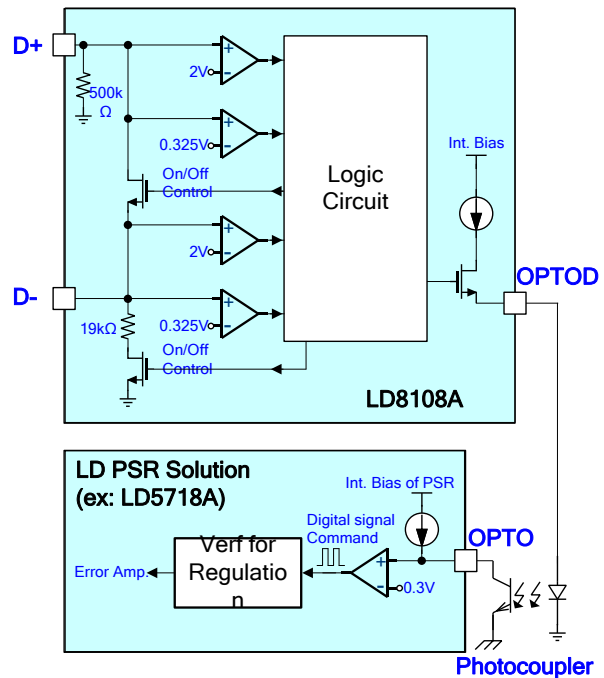 D+
500k
Ω
2V
+
-
0.325V
+
-
On/Off
Control
Logic
Circuit
Int. Bias
2V
+
-
D-
19kΩ
0.325V
+
-
On/Off
Control
OPTOD
LD8108A
LD PSR Solution
(ex: LD5718A)
Int. Bias of PSR
Digital signal
Command
OPTO
Verf for
Regulatio
n
Error Amp.
+
-
0.3V
Photocoupler